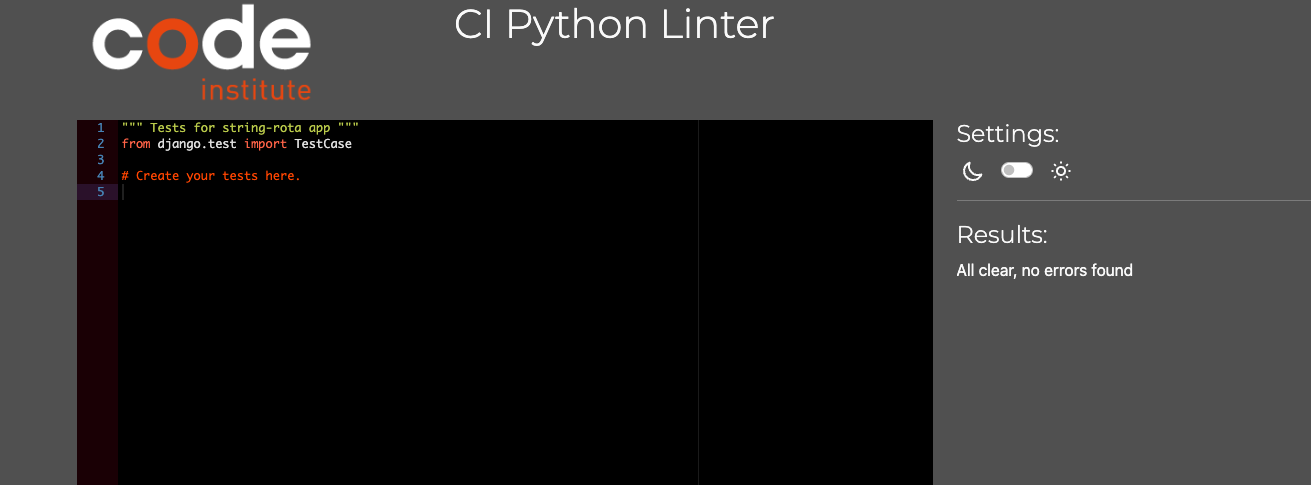 code
institute
CI Python Linter
1 """ Tests for string-rota app """
2 from django.test import TestCase
3
4 # Create your tests here.
5
Settings:
Results:
All clear, no errors found